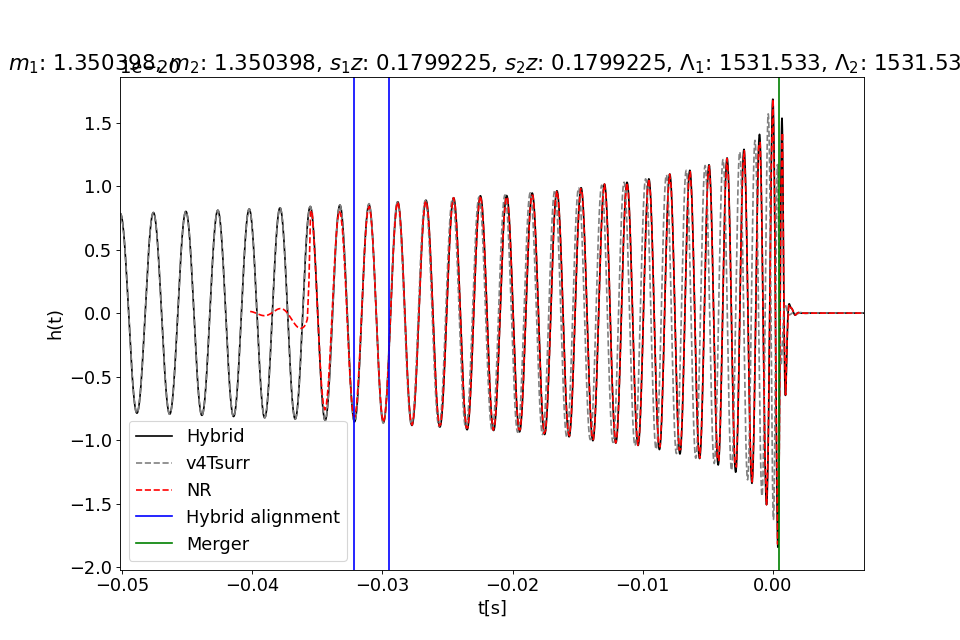 m₁: 1.350398, m₂: 1.350398, s₁z: 0.1799225, s₂z: 0.1799225, Λ₁: 1531.533, Λ₂: 1531.53
1e−20
1.5
1.0
0.5
0.0
−0.5
−1.0
−1.5
−2.0
h(t)
Hybrid
v4Tsurr
NR
Hybrid alignment
Merger
−0.05 −0.04 −0.03 −0.02 −0.01 0.00
t[s]